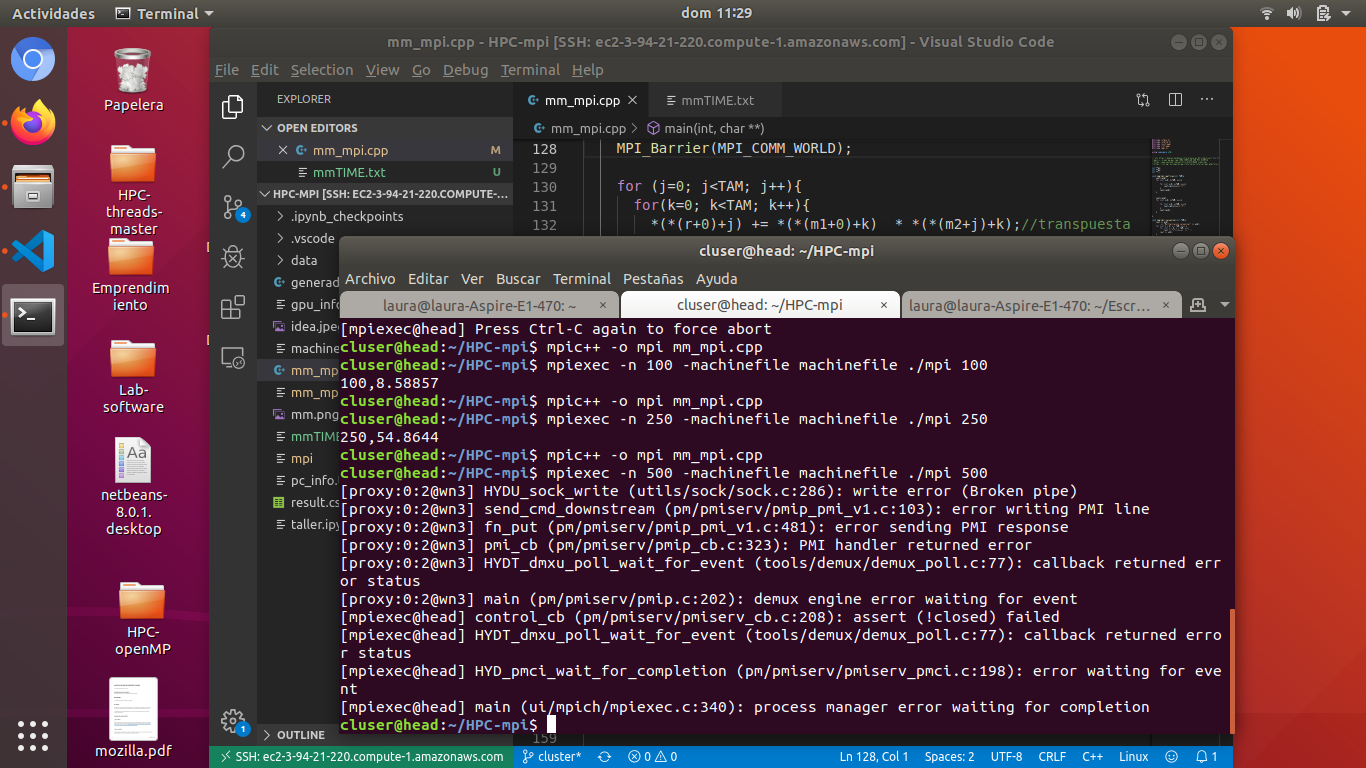 Actividades
Terminal
dom 11:29
Papelera
HPC-
threads-
master
Emprendim
iento
Lab-
software
netbeans-
8.0.1.
desktop
HPC-
openMP
mozilla.pdf
mm_mpi.cpp - HPC-mpi [SSH: ec2-3-94-21-220.compute-1.amazonaws.com] - Visual Studio Code
File Edit Selection View Go Debug Terminal Help
EXPLORER
OPEN EDITORS
mm_mpi.cpp M
mmTIME.txt U
HPC-MPI [SSH: EC2-3-94-21-220.COMPUTE-...
.ipynb_checkpoints
.vscode
data
generad
gpu_info
idea.jpe
machine
mm_mp
mm_mp
mm.png
mmTIME
mpi
pc_info.
result.cs
taller.ipy
OUTLINE
4
1
mm_mpi.cpp
mmTIME.txt
mm_mpi.cpp > main(int, char **)
128 MPI_Barrier(MPI_COMM_WORLD);
129
130 for (j=0; j<TAM; j++){
131 for(k=0; k<TAM; k++){
132 *(*(r+0)+j) += *(*(m1+0)+k) * *(*(m2+j)+k);//transpuesta
cluser@head: ~/HPC-mpi
Archivo Editar Ver Buscar Terminal Pestañas Ayuda
laura@laura-Aspire-E1-470: ~
cluser@head: ~/HPC-mpi
laura@laura-Aspire-E1-470: ~/Escr...
[mpiexec@head] Press Ctrl-C again to force abort
cluser@head:~/HPC-mpi$ mpic++ -o mpi mm_mpi.cpp
cluser@head:~/HPC-mpi$ mpiexec -n 100 -machinefile machinefile ./mpi 100
100,8.58857
cluser@head:~/HPC-mpi$ mpic++ -o mpi mm_mpi.cpp
cluser@head:~/HPC-mpi$ mpiexec -n 250 -machinefile machinefile ./mpi 250
250,54.8644
cluser@head:~/HPC-mpi$ mpic++ -o mpi mm_mpi.cpp
cluser@head:~/HPC-mpi$ mpiexec -n 500 -machinefile machinefile ./mpi 500
[proxy:0:2@wn3] HYDU_sock_write (utils/sock/sock.c:286): write error (Broken pipe)
[proxy:0:2@wn3] send_cmd_downstream (pm/pmiserv/pmip_pmi_v1.c:103): error writing PMI line
[proxy:0:2@wn3] fn_put (pm/pmiserv/pmip_pmi_v1.c:481): error sending PMI response
[proxy:0:2@wn3] pmi_cb (pm/pmiserv/pmip_cb.c:323): PMI handler returned error
[proxy:0:2@wn3] HYDT_dmxu_poll_wait_for_event (tools/demux/demux_poll.c:77): callback returned err
or status
[proxy:0:2@wn3] main (pm/pmiserv/pmip.c:202): demux engine error waiting for event
[mpiexec@head] control_cb (pm/pmiserv/pmiserv_cb.c:208): assert (!closed) failed
[mpiexec@head] HYDT_dmxu_poll_wait_for_event (tools/demux/demux_poll.c:77): callback returned erro
r status
[mpiexec@head] HYD_pmci_wait_for_completion (pm/pmiserv/pmiserv_pmci.c:198): error waiting for eve
nt
[mpiexec@head] main (ui/mpich/mpiexec.c:340): process manager error waiting for completion
cluser@head:~/HPC-mpi$
159
SSH: ec2-3-94-21-220.compute-1.amazonaws.com cluster* 0 0 Ln 128, Col 1 Spaces: 2 UTF-8 CRLF C++ Linux 1